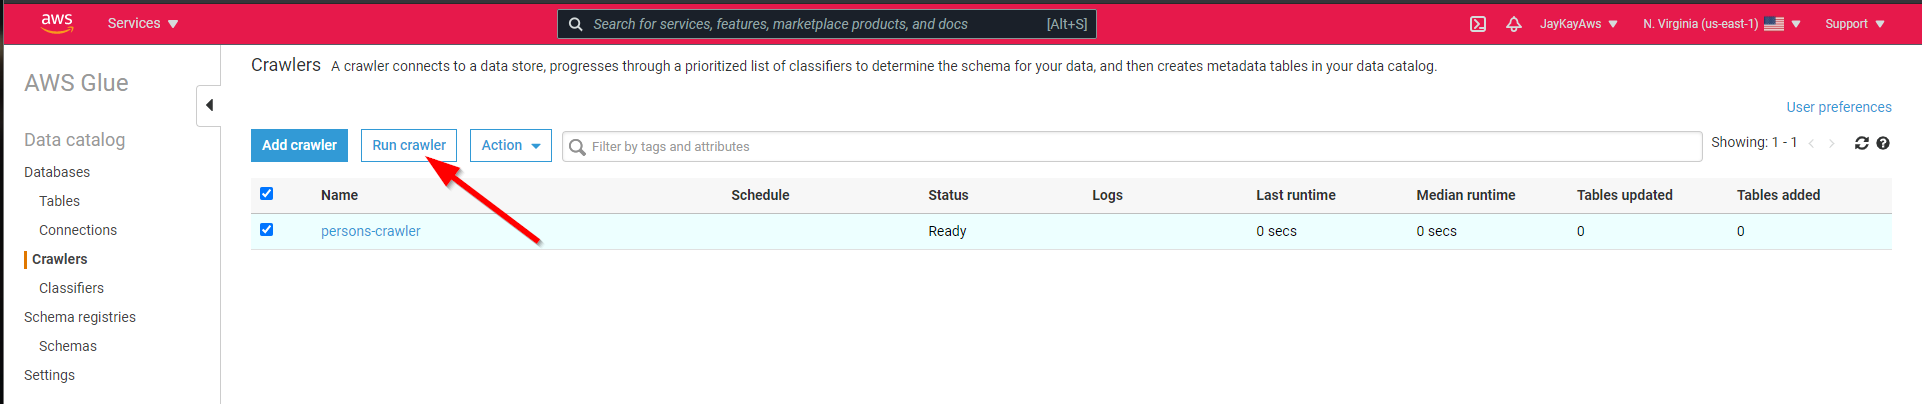 aws Services Search for services, features, marketplace products, and docs [Alt+S] JayKayAws N. Virginia (us-east-1) Support
AWS Glue
Data catalog
Databases
Tables
Connections
Crawlers
Classifiers
Schema registries
Schemas
Settings
Crawlers A crawler connects to a data store, progresses through a prioritized list of classifiers to determine the schema for your data, and then creates metadata tables in your data catalog.
User preferences
Add crawler Run crawler Action Filter by tags and attributes Showing: 1 - 1
Name Schedule Status Logs Last runtime Median runtime Tables updated Tables added
persons-crawler Ready 0 secs 0 secs 0 0